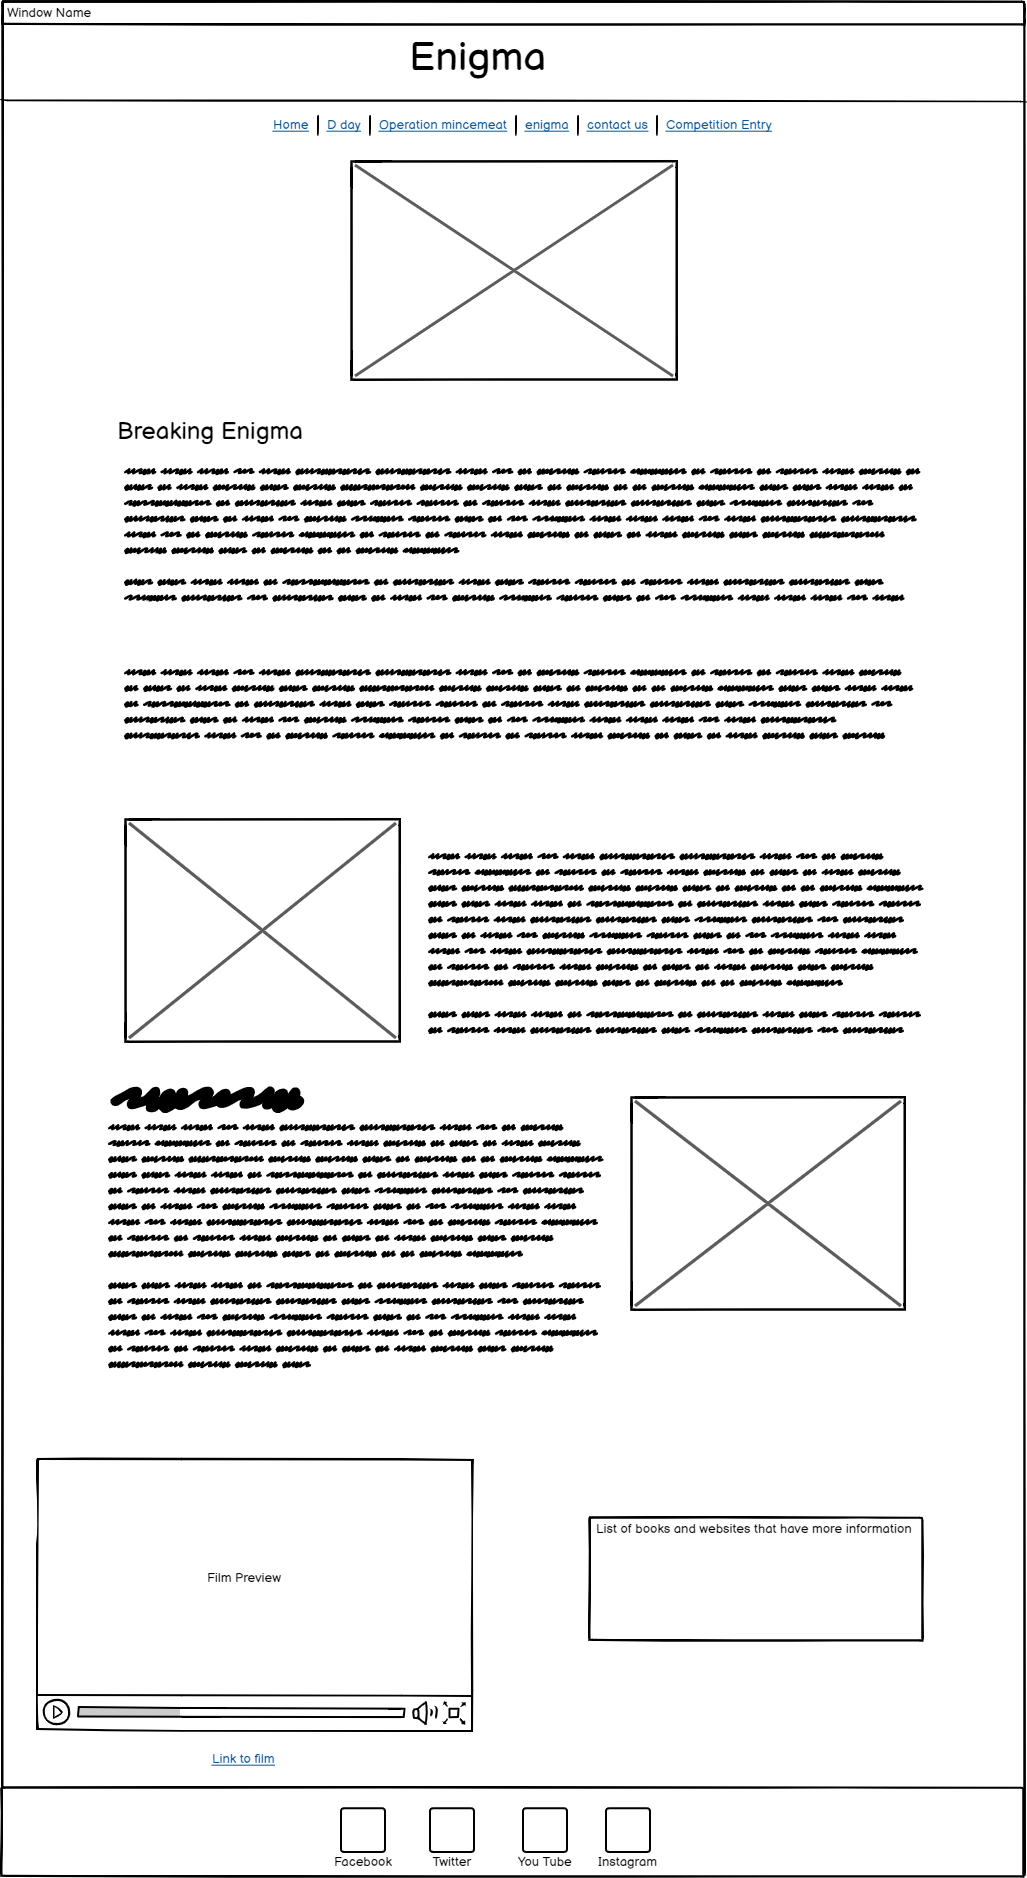 Window Name
Enigma
Home | D day | Operation mincemeat | enigma | contact us | Competition Entry
Breaking Enigma
Film Preview
List of books and websites that have more information
Link to film
Facebook Twitter You Tube Instagram